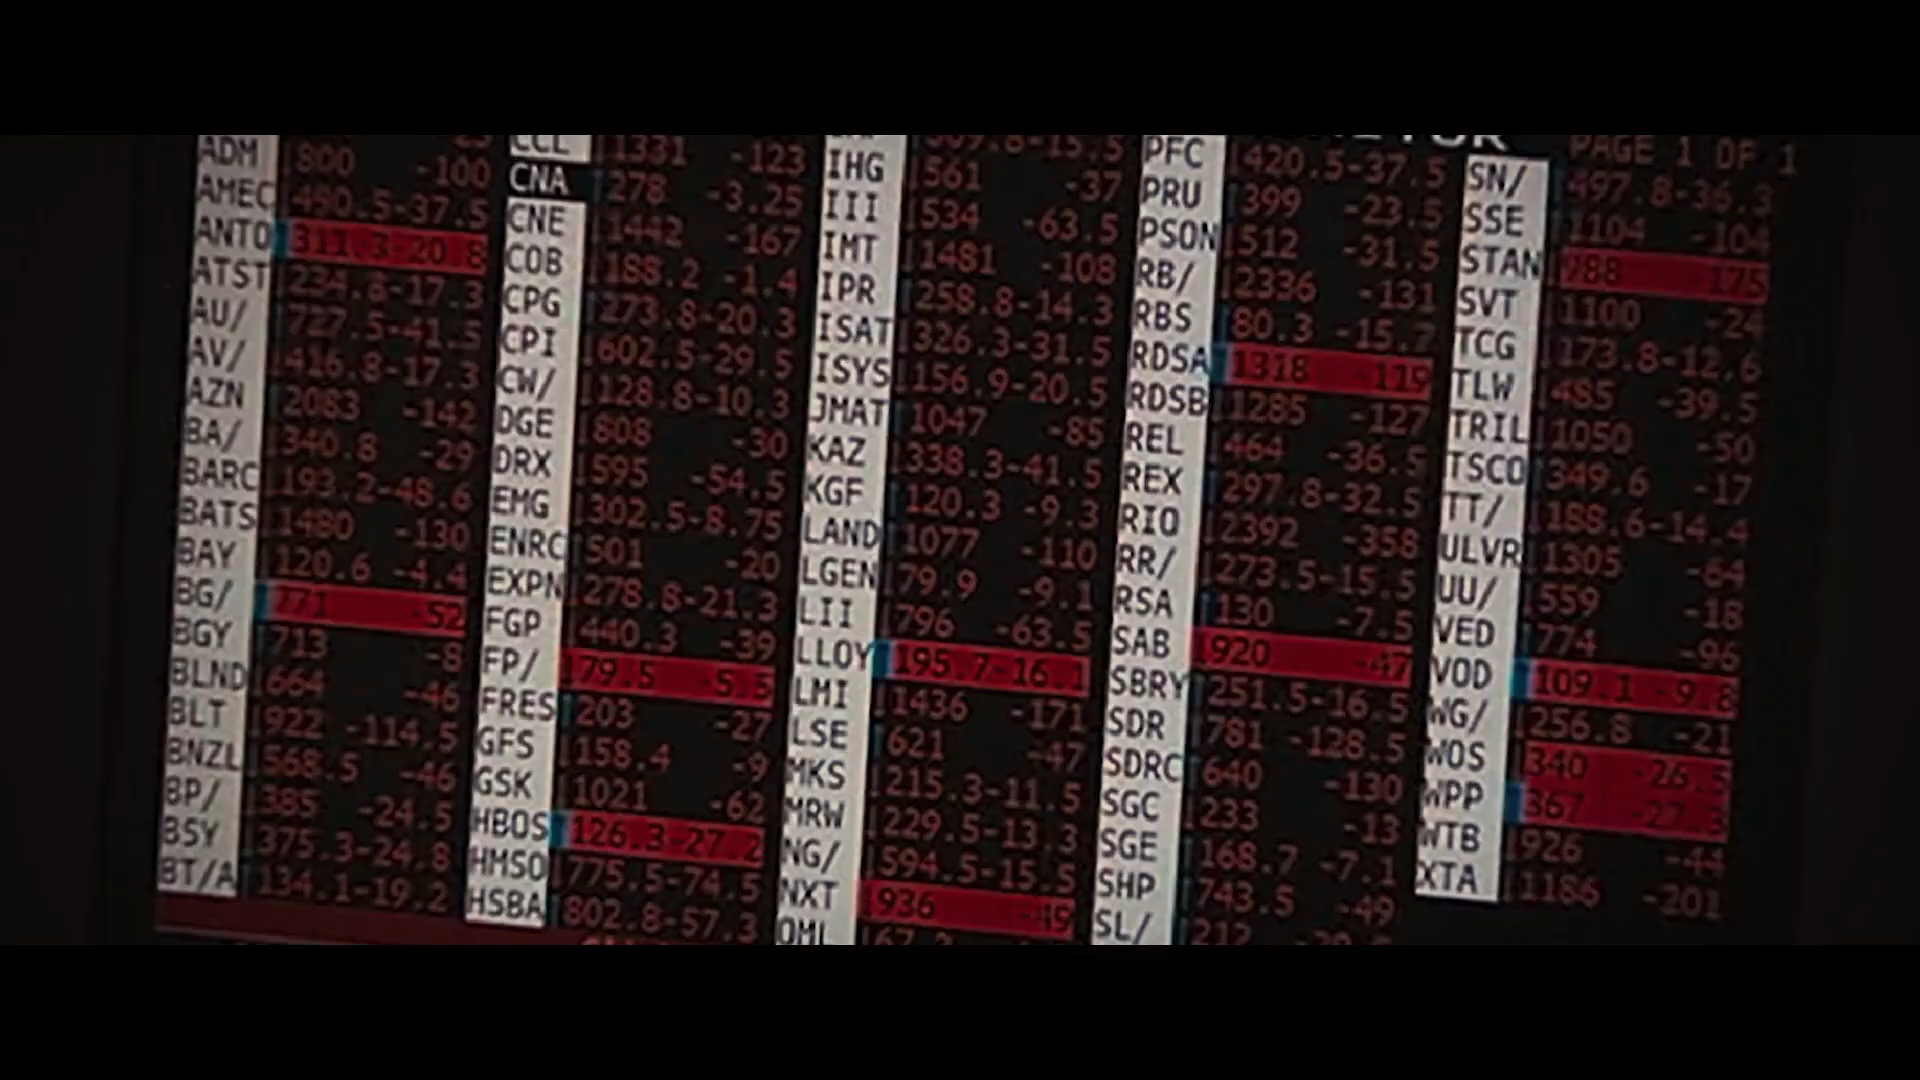 PAGE 1 OF 1
ADM 800 -100
AMEC 490.5-37.5
ANTO 311.3-20.8
ATST 234.8-17.3
AU/ 727.5-41.5
AV/ 416.8-17.3
AZN 2083 -142
BA/ 340.8 -29
BARC 193.2-48.6
BATS 1480 -130
BAY 120.6 -4.4
BG/ 771 -52
BGY 713 -8
BLND 664 -46
BLT 922 -114.5
BNZL 568.5 -46
BP/ 385 -24.5
BSY 375.3-24.8
BT/A 134.1-19.2
CCL 1331 -123
CNA 278 -3.25
CNE 1442 -167
COB 188.2 -1.4
CPG 273.8-20.3
CPI 602.5-29.5
CW/ 128.8-10.3
DGE 808 -30
DRX 595 -54.5
EMG 302.5-8.75
ENRC 501 -20
EXPN 278.8-21.3
FGP 440.3 -39
FP/ 79.5 -5.5
FRES 203 -27
GFS 158.4 -9
GSK 1021 -62
HBOS 126.3-27.2
HMSO 775.5-74.5
HSBA 802.8-57.3
IHG 561 -37
III 534 -63.5
IMT 1481 -108
IPR 258.8-14.3
ISAT 326.3-31.5
ISYS 156.9-20.5
JMAT 1047 -85
KAZ 338.3-41.5
KGF 120.3 -9.3
LAND 1077 -110
LGEN 79.9 -9.1
LII 796 -63.5
LLOY 195.7-16.1
LMI 1436 -171
LSE 621 -47
MKS 215.3-11.5
MRW 229.5-13.3
NG/ 594.5-15.5
NXT 936 -49
OML
PFC 420.5-37.5
PRU 399 -23.5
PSON 512 -31.5
RB/ 2336 -131
RBS 80.3 -15.7
RDSA 1318 -119
RDSB 1285 -127
REL 464 -36.5
REX 297.8-32.5
RIO 2392 -358
RR/ 273.5-15.5
RSA 130 -7.5
SAB 920 -47
SBRY 251.5-16.5
SDR 781 -128.5
SDRC 640 -130
SGC 233 -13
SGE 168.7 -7.1
SHP 743.5 -49
SL/ 212
SN/ 497.8-36.3
SSE 1104 -104
STAN 988 -175
SVT 1100 -24
TCG 173.8-12.6
TLW 485 -39.5
TRIL 1050 -50
TSCO 349.6 -17
TT/ 188.6-14.4
ULVR 1305 -64
UU/ 559 -18
VED 774 -96
VOD 109.1 -9.8
WG/ 256.8 -21
WOS 340 -26.5
WPP 367 -27.3
WTB 926 -44
XTA 1186 -201